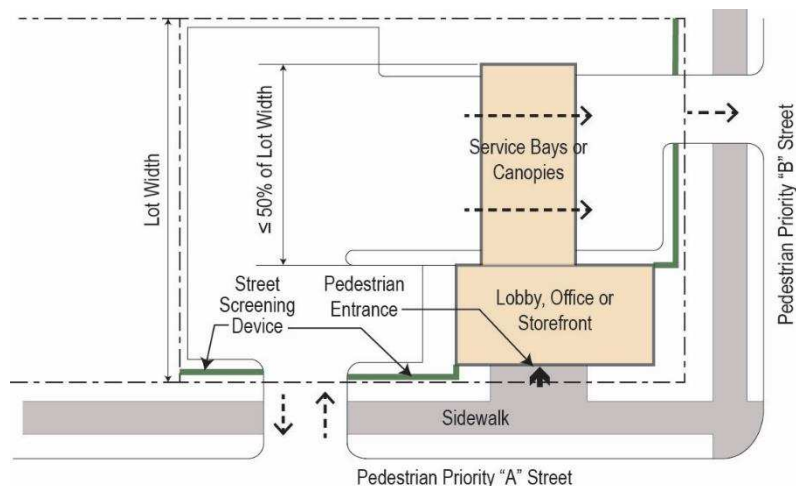 Lot Width
≤ 50% of Lot Width
Service Bays or
Canopies
Pedestrian Priority “B” Street
Street
Screening
Device
Pedestrian
Entrance
Lobby, Office or
Storefront
Sidewalk
Pedestrian Priority “A” Street